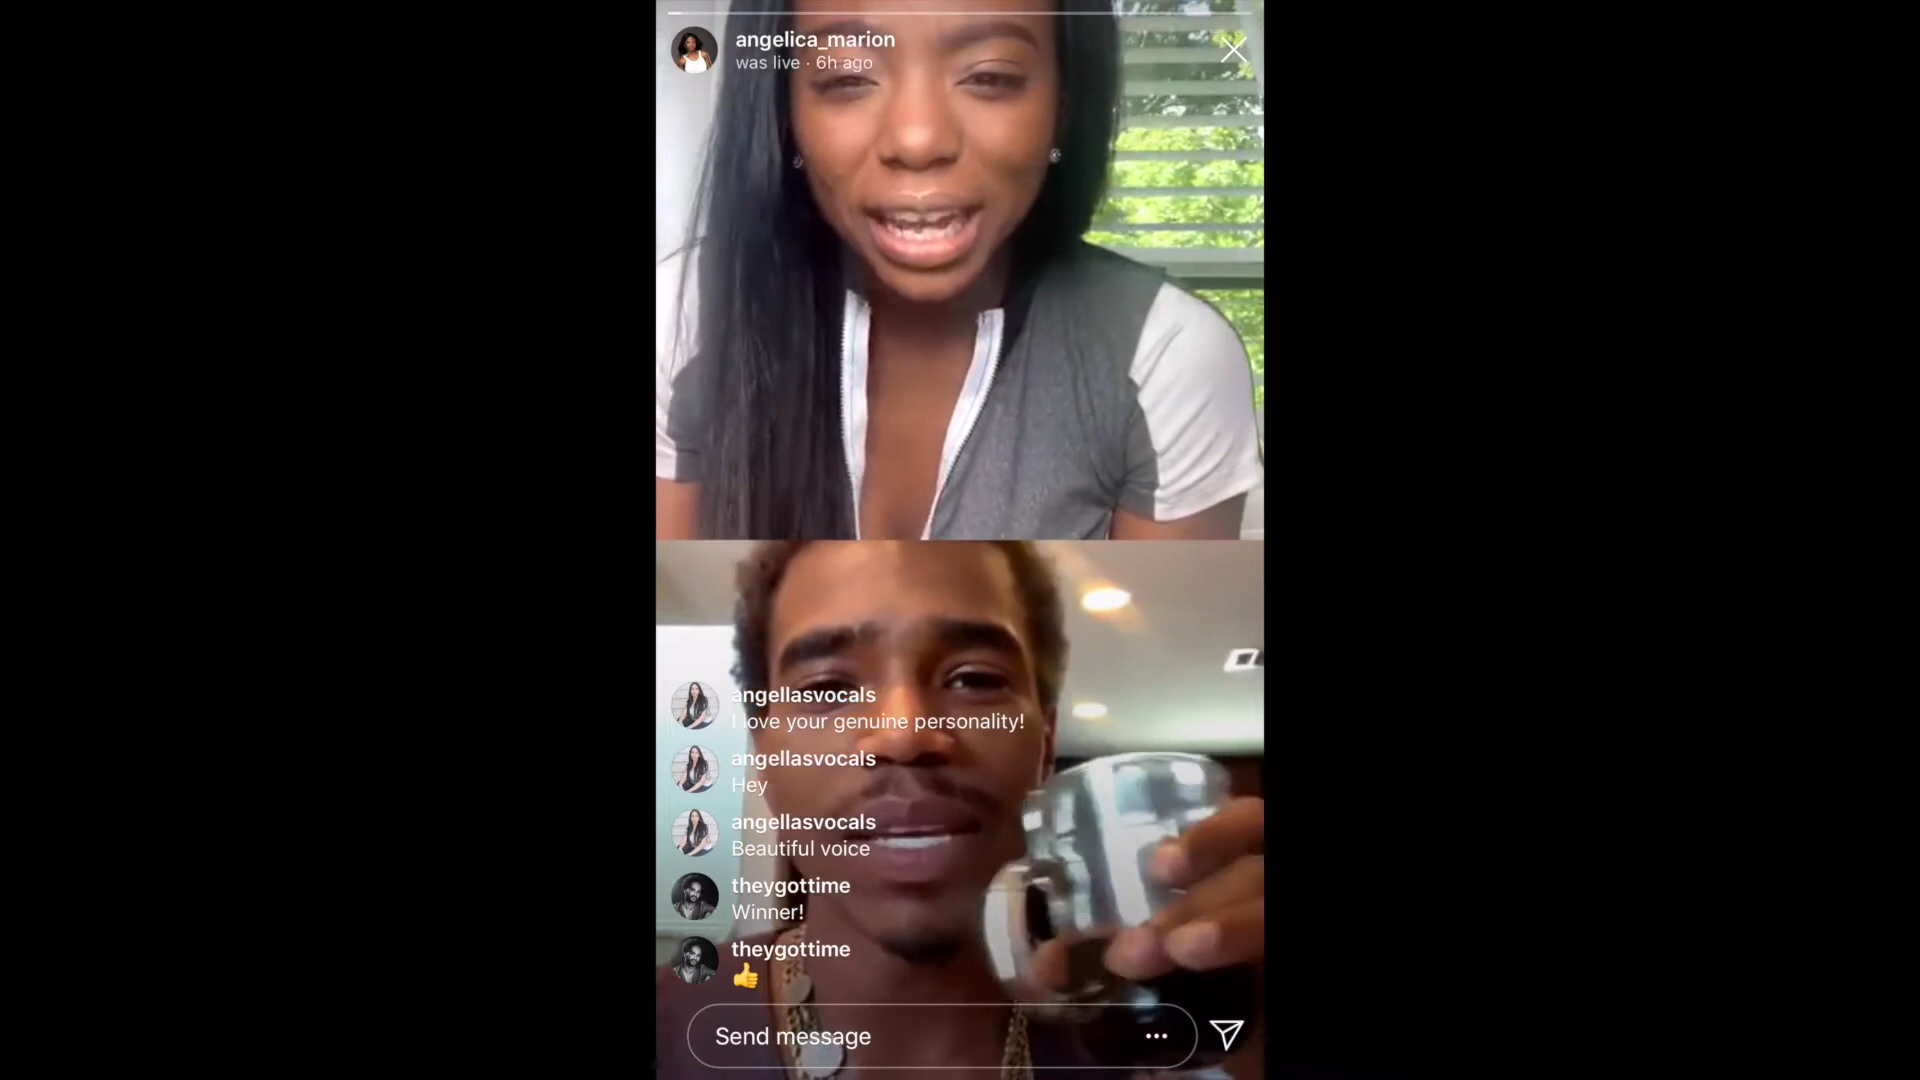 angelica_marion
was live · 6h ago
angellasvocals
I love your genuine personality!
angellasvocals
Hey
angellasvocals
Beautiful voice
theygottime
Winner!
theygottime
👍
Send message